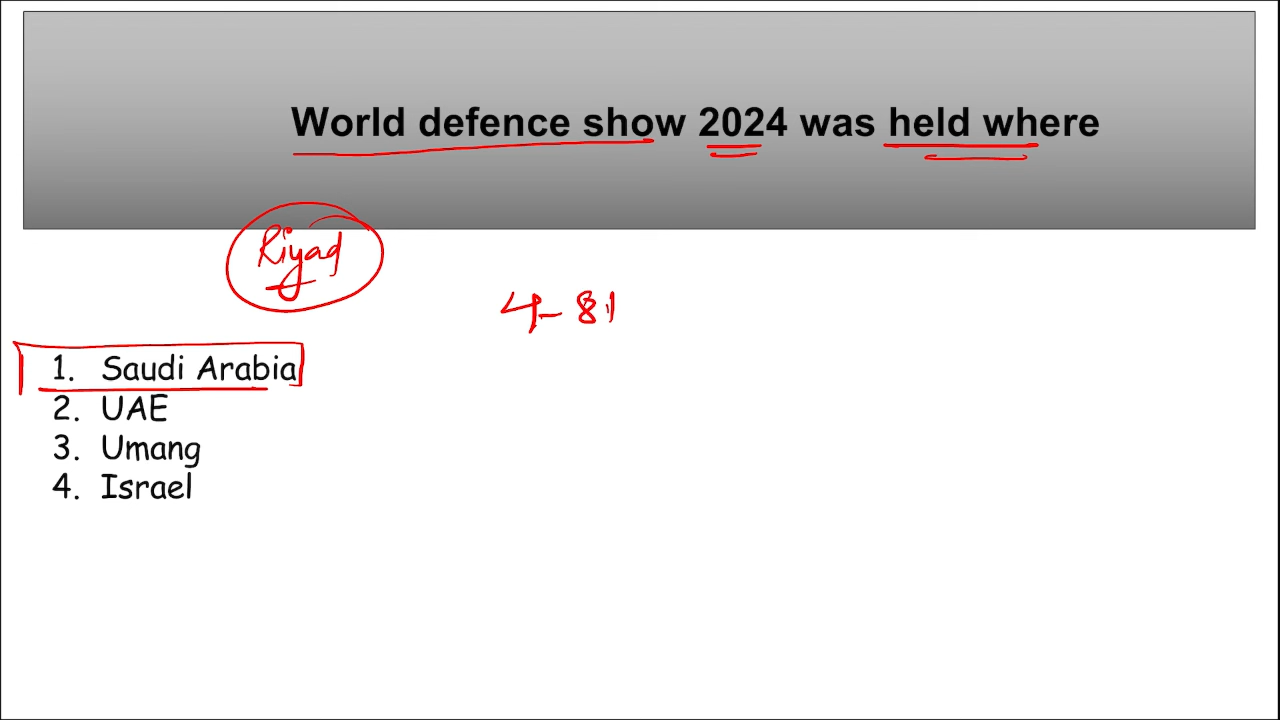 World defence show 2024 was held where
Riyad
4-8
1. Saudi Arabia
2. UAE
3. Umang
4. Israel